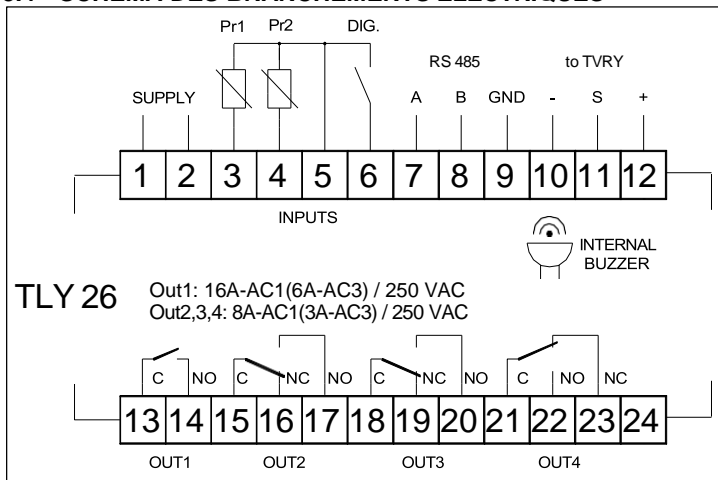 Pr1 Pr2 DIG.
RS 485 to TVRY
SUPPLY A B GND - S +
1 2 3 4 5 6 7 8 9 10 11 12
INPUTS
INTERNAL
BUZZER
TLY 26
Out1: 16A-AC1(6A-AC3) / 250 VAC
Out2,3,4: 8A-AC1(3A-AC3) / 250 VAC
C NO C NC NO C NC NO C NO NC
13 14 15 16 17 18 19 20 21 22 23 24
OUT1 OUT2 OUT3 OUT4